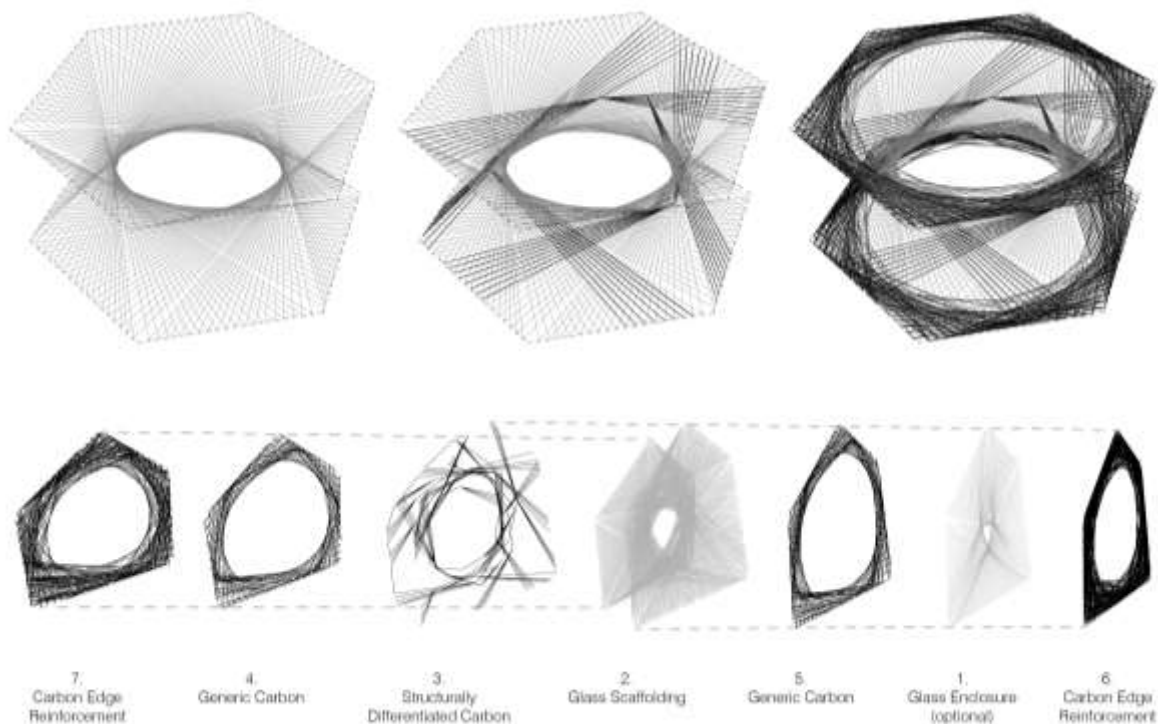 7.
Carbon Edge
Reinforcement
4.
Generic Carbon
3.
Structurally
Differentiated Carbon
2.
Glass Scaffolding
5.
Generic Carbon
1.
Glass Enclosure
(optional)
6.
Carbon Edge
Reinforcement